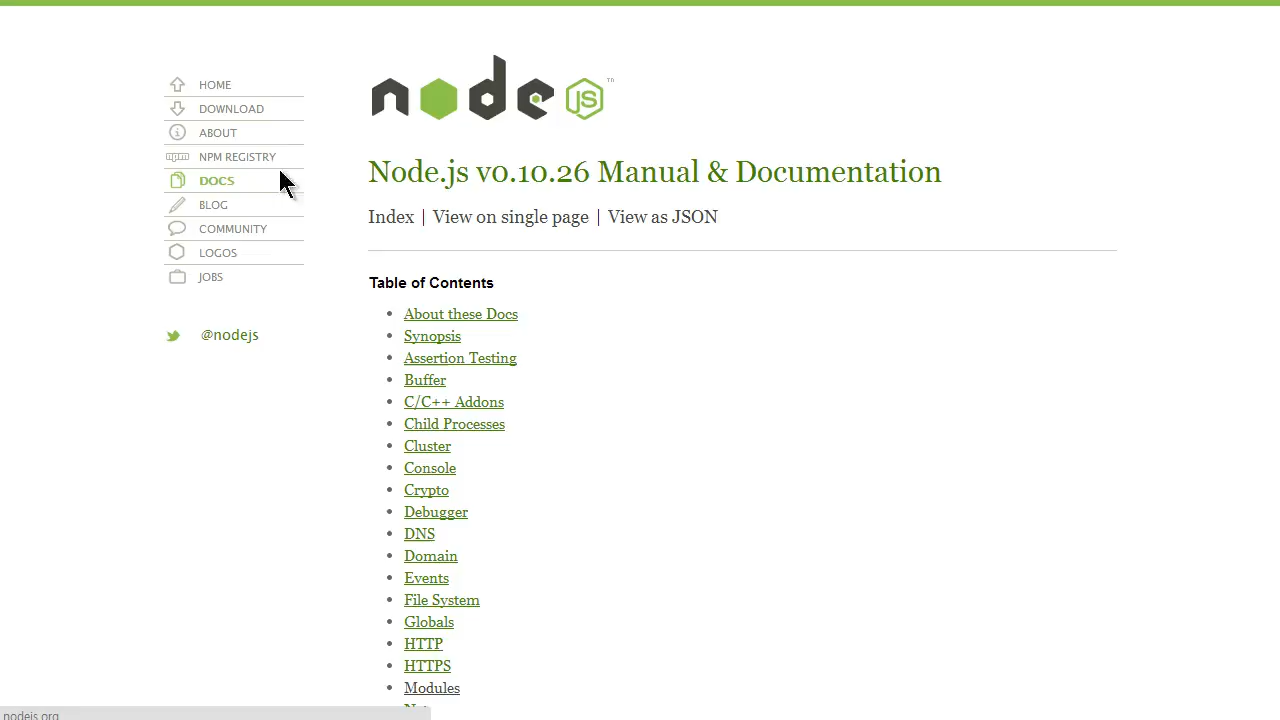 HOME
DOWNLOAD
ABOUT
NPM REGISTRY
DOCS
BLOG
COMMUNITY
LOGOS
JOBS
@nodejs
node JS ™
Node.js v0.10.26 Manual & Documentation
Index | View on single page | View as JSON
Table of Contents
About these Docs
Synopsis
Assertion Testing
Buffer
C/C++ Addons
Child Processes
Cluster
Console
Crypto
Debugger
DNS
Domain
Events
File System
Globals
HTTP
HTTPS
Modules
nodejs.org